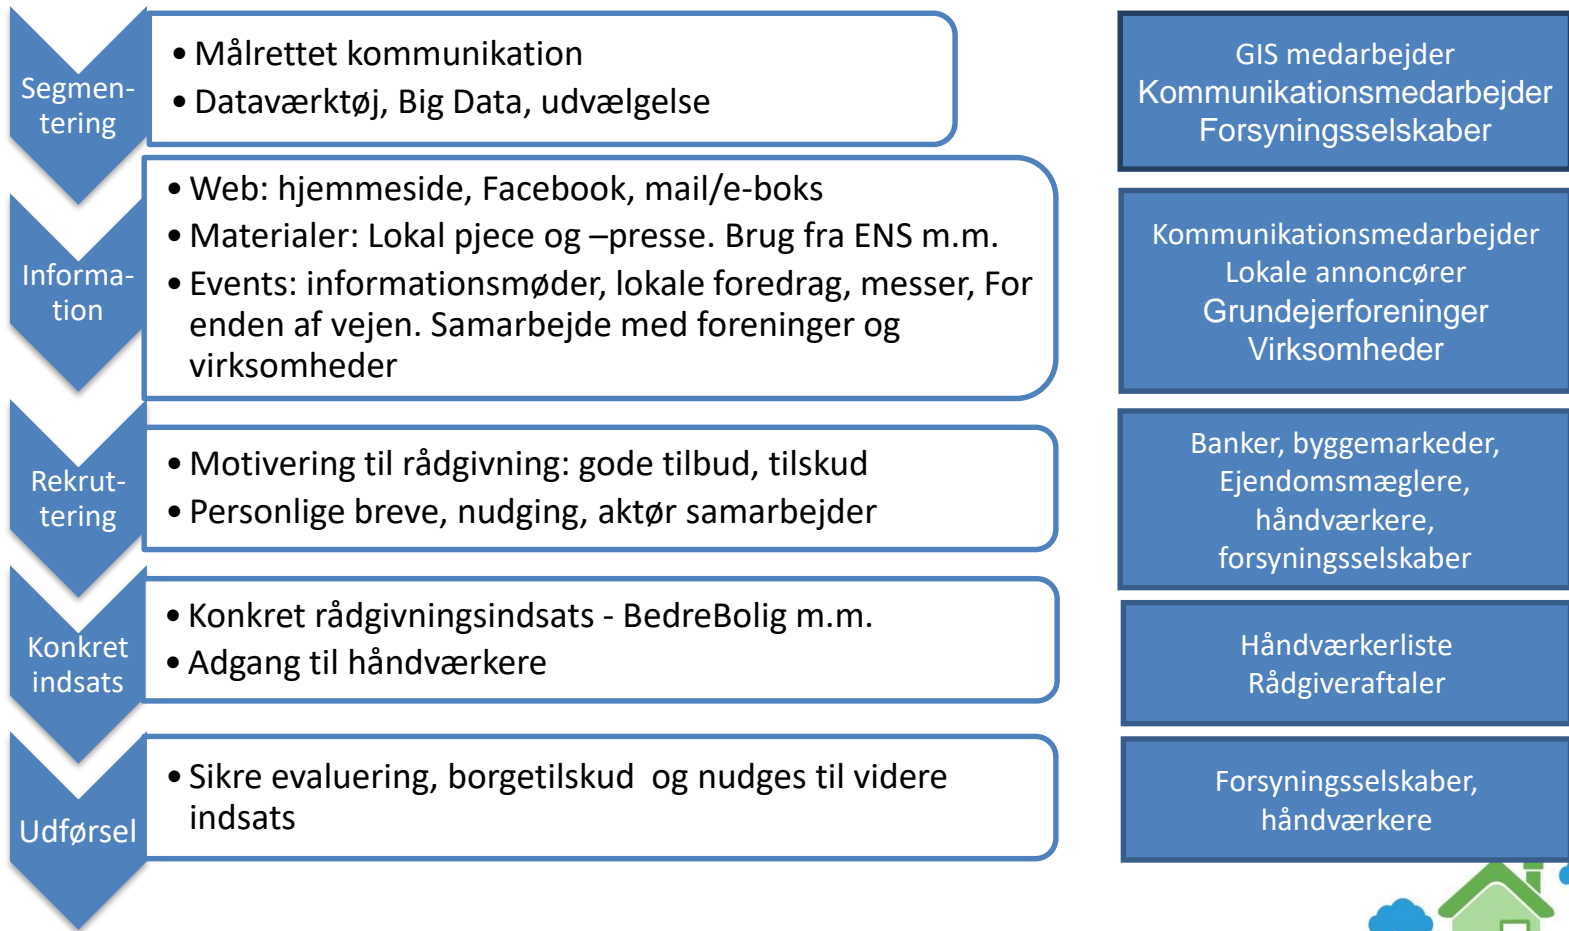 Segmen-
tering
• Målrettet kommunikation
• Dataværktøj, Big Data, udvælgelse
GIS medarbejder
Kommunikationsmedarbejder
Forsyningsselskaber
Informa-
tion
• Web: hjemmeside, Facebook, mail/e-boks
• Materialer: Lokal pjece og –presse. Brug fra ENS m.m.
• Events: informationsmøder, lokale foredrag, messer, For
enden af vejen. Samarbejde med foreninger og
virksomheder
Kommunikationsmedarbejder
Lokale annoncører
Grundejerforeninger
Virksomheder
Rekrut-
tering
• Motivering til rådgivning: gode tilbud, tilskud
• Personlige breve, nudging, aktør samarbejder
Banker, byggemarkeder,
Ejendomsmæglere,
håndværkere,
forsyningsselskaber
Konkret
indsats
• Konkret rådgivningsindsats - BedreBolig m.m.
• Adgang til håndværkere
Håndværkerliste
Rådgiveraftaler
Udførsel
• Sikre evaluering, borgetilskud og nudges til videre
indsats
Forsyningsselskaber,
håndværkere